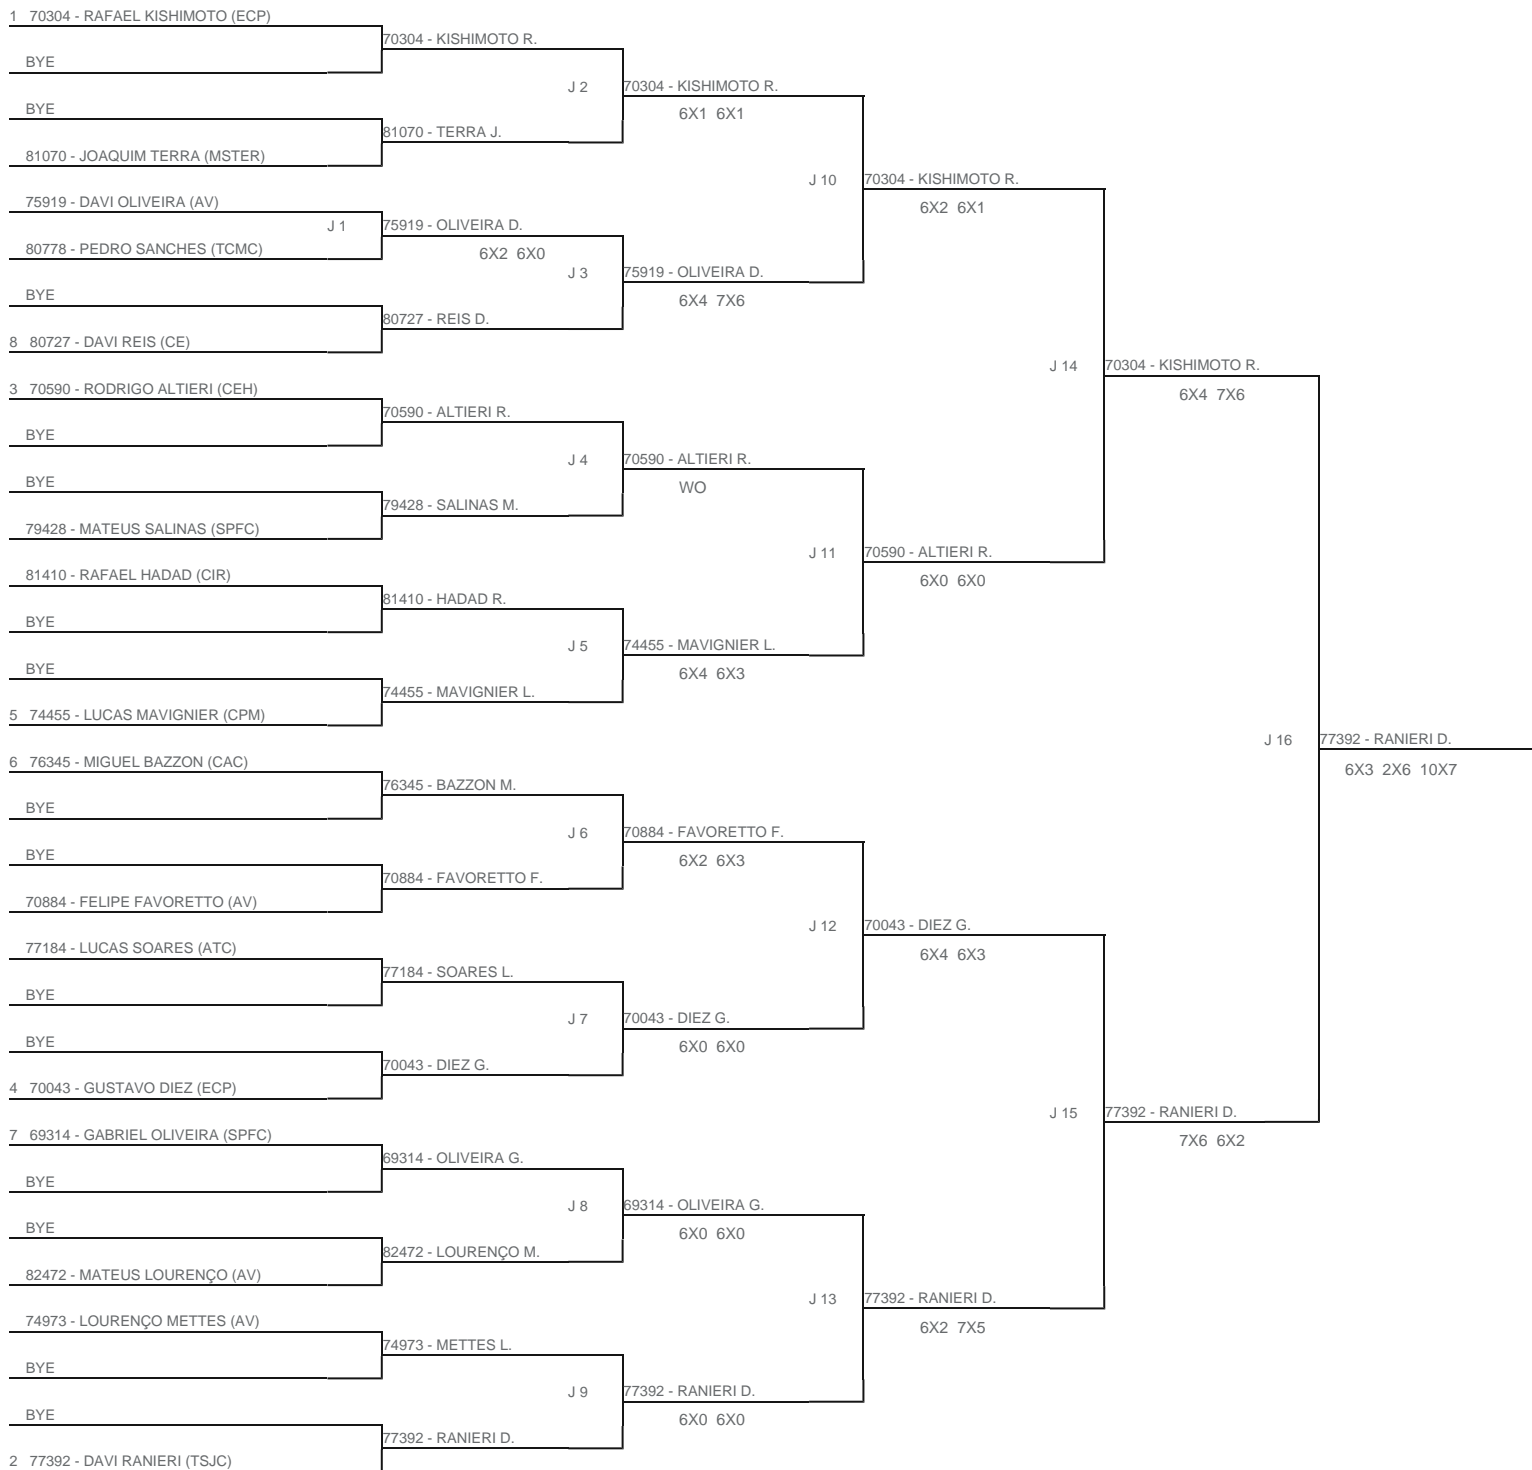 1 70304 - RAFAEL KISHIMOTO (ECP)
70304 - KISHIMOTO R.
BYE
J 2
70304 - KISHIMOTO R.
6X1 6X1
BYE
81070 - TERRA J.
81070 - JOAQUIM TERRA (MSTER)
J 10
70304 - KISHIMOTO R.
6X2 6X1
75919 - DAVI OLIVEIRA (AV)
J 1
75919 - OLIVEIRA D.
6X2 6X0
80778 - PEDRO SANCHES (TCMC)
J 3
75919 - OLIVEIRA D.
6X4 7X6
BYE
80727 - REIS D.
8 80727 - DAVI REIS (CE)
J 14
70304 - KISHIMOTO R.
6X4 7X6
3 70590 - RODRIGO ALTIERI (CEH)
70590 - ALTIERI R.
BYE
J 4
70590 - ALTIERI R.
WO
BYE
79428 - SALINAS M.
79428 - MATEUS SALINAS (SPFC)
J 11
70590 - ALTIERI R.
6X0 6X0
81410 - RAFAEL HADAD (CIR)
81410 - HADAD R.
BYE
J 5
74455 - MAVIGNIER L.
6X4 6X3
BYE
74455 - MAVIGNIER L.
5 74455 - LUCAS MAVIGNIER (CPM)
J 16
77392 - RANIERI D.
6X3 2X6 10X7
6 76345 - MIGUEL BAZZON (CAC)
76345 - BAZZON M.
BYE
J 6
70884 - FAVORETTO F.
6X2 6X3
BYE
70884 - FAVORETTO F.
70884 - FELIPE FAVORETTO (AV)
J 12
70043 - DIEZ G.
6X4 6X3
77184 - LUCAS SOARES (ATC)
77184 - SOARES L.
BYE
J 7
70043 - DIEZ G.
6X0 6X0
BYE
70043 - DIEZ G.
4 70043 - GUSTAVO DIEZ (ECP)
J 15
77392 - RANIERI D.
7X6 6X2
7 69314 - GABRIEL OLIVEIRA (SPFC)
69314 - OLIVEIRA G.
BYE
J 8
69314 - OLIVEIRA G.
6X0 6X0
BYE
82472 - LOURENÇO M.
82472 - MATEUS LOURENÇO (AV)
J 13
77392 - RANIERI D.
6X2 7X5
74973 - LOURENÇO METTES (AV)
74973 - METTES L.
BYE
J 9
77392 - RANIERI D.
6X0 6X0
BYE
77392 - RANIERI D.
2 77392 - DAVI RANIERI (TSJC)